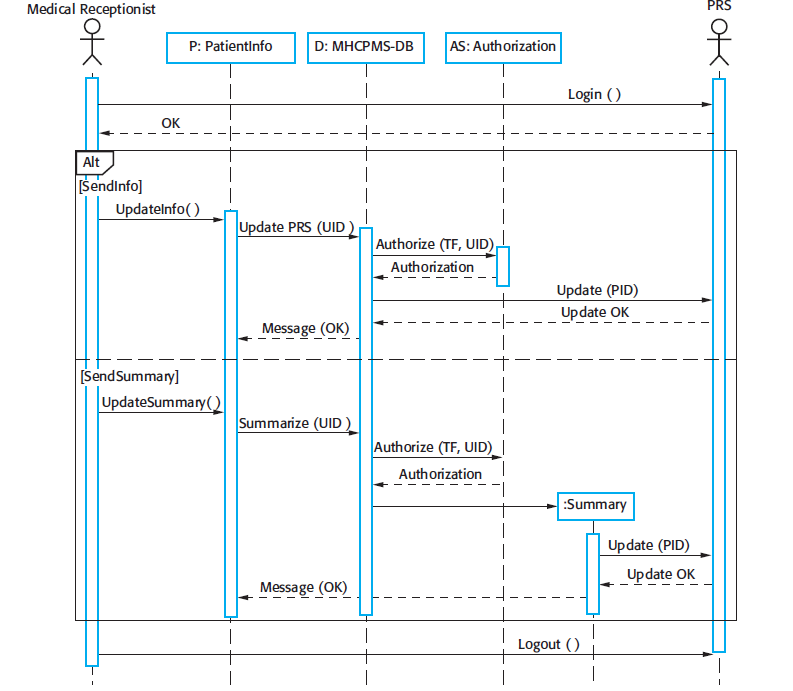 Medical Receptionist
PRS
P: PatientInfo
D: MHCPMS-DB
AS: Authorization
Login ( )
OK
Alt
[SendInfo]
UpdateInfo( )
Update PRS (UID )
Authorize (TF, UID)
Authorization
Update (PID)
Update OK
Message (OK)
[SendSummary]
UpdateSummary( )
Summarize (UID )
Authorize (TF, UID)
Authorization
:Summary
Update (PID)
Update OK
Message (OK)
Logout ( )